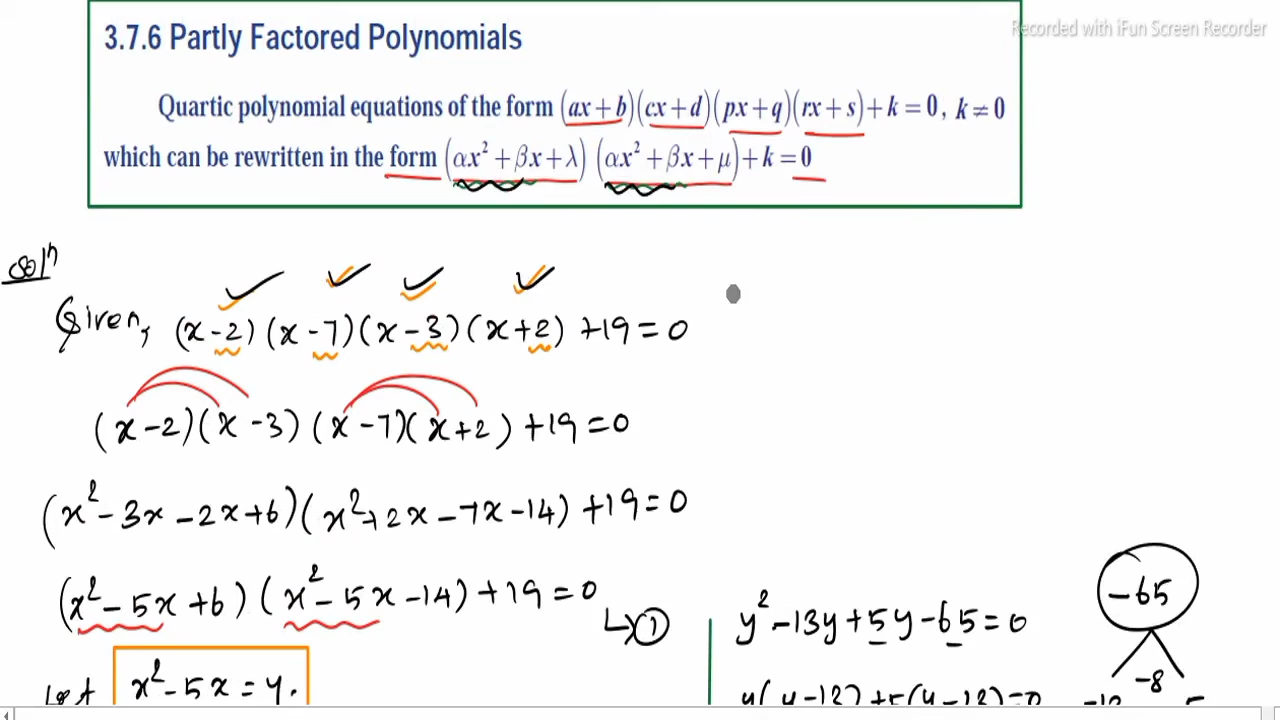 3.7.6 Partly Factored Polynomials
Recorded with iFun Screen Recorder
Quartic polynomial equations of the form (ax + b)(cx + d)(px + q)(rx + s) + k = 0, k ≠ 0
which can be rewritten in the form (αx² + βx + λ) (αx² + βx + μ) + k = 0
Solⁿ
Given, (x - 2) (x - 7) (x - 3) (x + 2) + 19 = 0
(x - 2)(x - 3) (x - 7)(x + 2) + 19 = 0
(x² - 3x - 2x + 6) (x² + 2x - 7x - 14) + 19 = 0
(x² - 5x + 6) (x² - 5x - 14) + 19 = 0
↳ ①
Let x² - 5x = y.
y² - 13y + 5y - 65 = 0
-65
-8